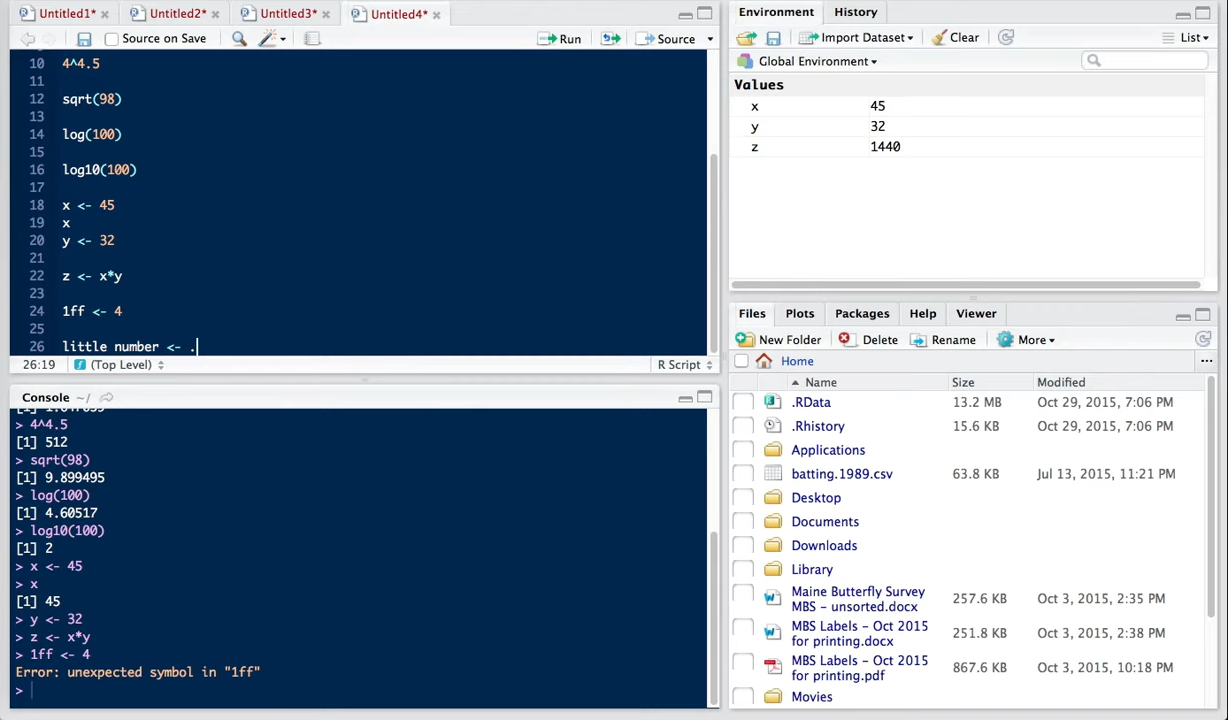 Untitled1* Untitled2* Untitled3* Untitled4*
Source on Save Run Source
10 4^4.5
11
12 sqrt(98)
13
14 log(100)
15
16 log10(100)
17
18 x <- 45
19 x
20 y <- 32
21
22 z <- x*y
23
24 1ff <- 4
25
26 little number <- .
26:19 (Top Level) R Script
Console ~/
> 4^4.5
[1] 512
> sqrt(98)
[1] 9.899495
> log(100)
[1] 4.60517
> log10(100)
[1] 2
> x <- 45
> x
[1] 45
> y <- 32
> z <- x*y
> 1ff <- 4
Error: unexpected symbol in "1ff"
>
Environment History
Import Dataset Clear List
Global Environment
Values
x 45
y 32
z 1440
Files Plots Packages Help Viewer
New Folder Delete Rename More
Home
Name Size Modified
.RData 13.2 MB Oct 29, 2015, 7:06 PM
.Rhistory 15.6 KB Oct 29, 2015, 7:06 PM
Applications
batting.1989.csv 63.8 KB Jul 13, 2015, 11:21 PM
Desktop
Documents
Downloads
Library
Maine Butterfly Survey
MBS - unsorted.docx 257.6 KB Oct 3, 2015, 2:35 PM
MBS Labels - Oct 2015
for printing.docx 251.8 KB Oct 3, 2015, 2:38 PM
MBS Labels - Oct 2015
for printing.pdf 867.6 KB Oct 3, 2015, 10:18 PM
Movies